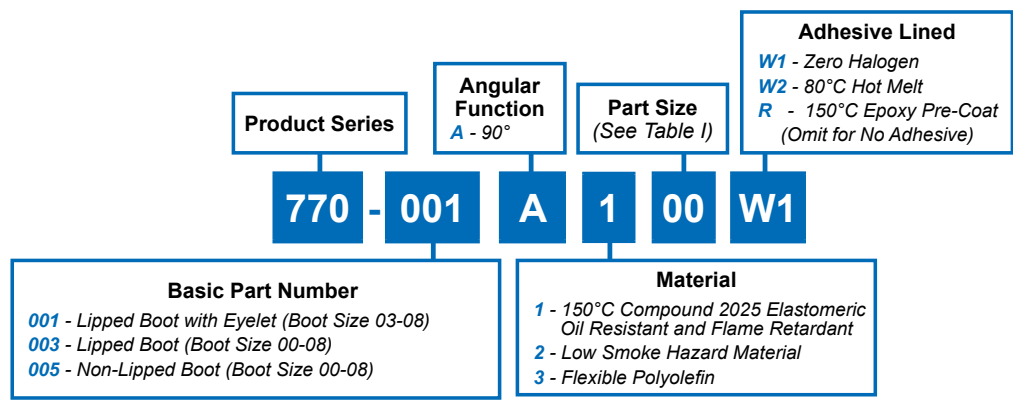 Product Series
Angular
Function
A - 90°
Part Size
(See Table I)
Adhesive Lined
W1 - Zero Halogen
W2 - 80°C Hot Melt
R - 150°C Epoxy Pre-Coat
(Omit for No Adhesive)
770 - 001 A 1 00 W1
Basic Part Number
001 - Lipped Boot with Eyelet (Boot Size 03-08)
003 - Lipped Boot (Boot Size 00-08)
005 - Non-Lipped Boot (Boot Size 00-08)
Material
1 - 150°C Compound 2025 Elastomeric
Oil Resistant and Flame Retardant
2 - Low Smoke Hazard Material
3 - Flexible Polyolefin